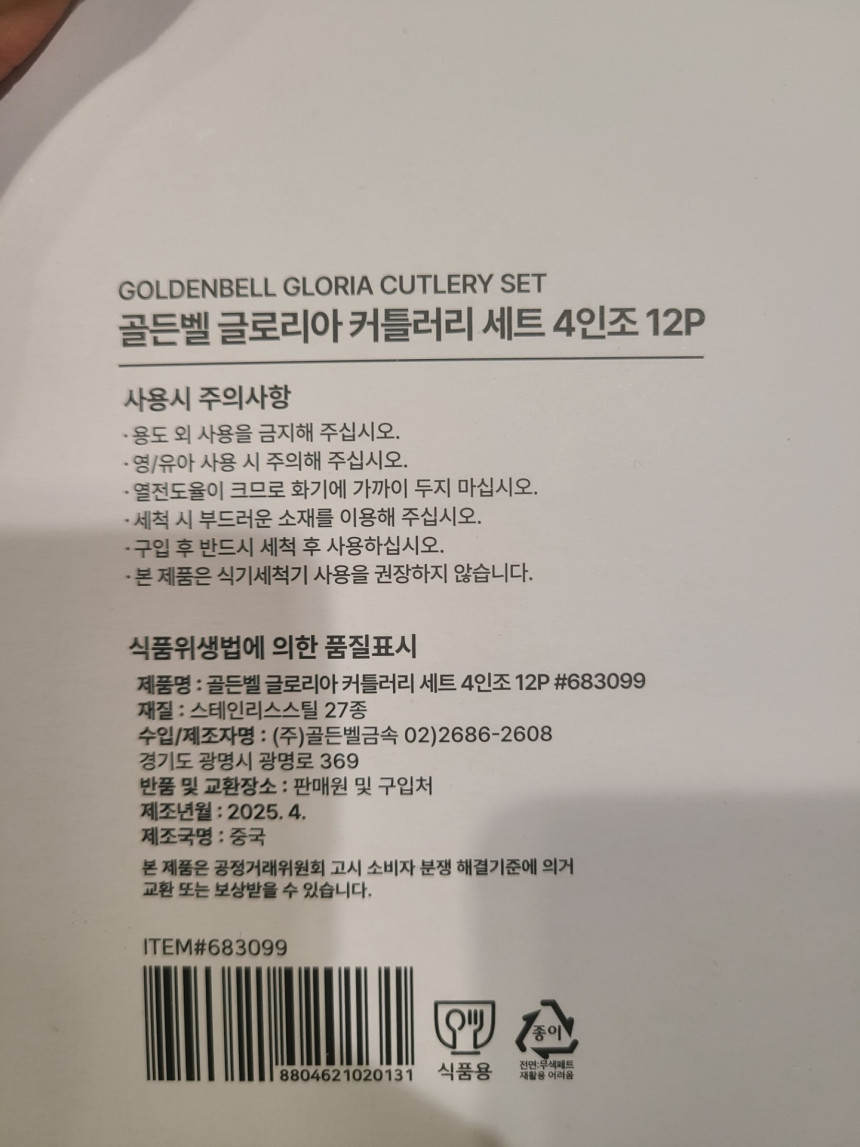 GOLDENBELL GLORIA CUTLERY SET
골든벨 글로리아 커틀러리 세트 4인조 12P
사용시 주의사항
·용도 외 사용을 금지해 주십시오.
·영/유아 사용 시 주의해 주십시오.
·열전도율이 크므로 화기에 가까이 두지 마십시오.
·세척 시 부드러운 소재를 이용해 주십시오.
·구입 후 반드시 세척 후 사용하십시오.
·본 제품은 식기세척기 사용을 권장하지 않습니다.
식품위생법에 의한 품질표시
제품명 : 골든벨 글로리아 커틀러리 세트 4인조 12P #683099
재질 : 스테인리스스틸 27종
수입/제조자명 : (주)골든벨금속 02)2686-2608
경기도 광명시 광명로 369
반품 및 교환장소 : 판매원 및 구입처
제조년월 : 2025. 4.
제조국명 : 중국
본 제품은 공정거래위원회 고시 소비자 분쟁 해결기준에 의거
교환 또는 보상받을 수 있습니다.
ITEM#683099
8804621020131
식품용
종이
전면:무색페트
재활용 어려움